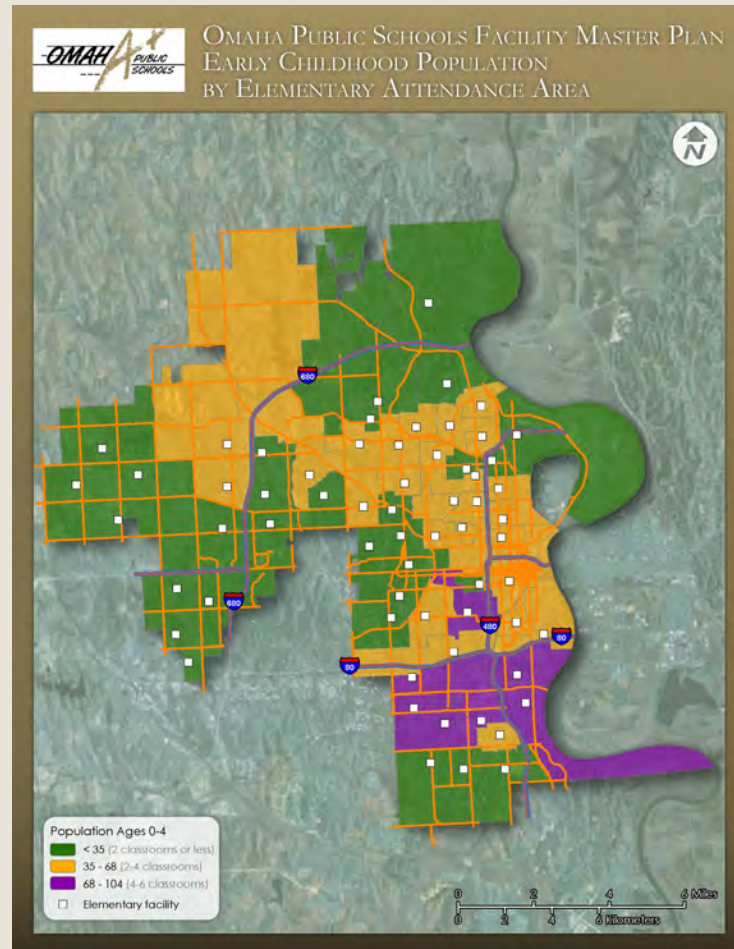 OMAHA
A+
PUBLIC
SCHOOLS
OMAHA PUBLIC SCHOOLS FACILITY MASTER PLAN
EARLY CHILDHOOD POPULATION
BY ELEMENTARY ATTENDANCE AREA
N
680
680
480
80
80
Population Ages 0-4
< 35 (2 classrooms or less)
35 - 68 (2-4 classrooms)
68 - 104 (4-6 classrooms)
Elementary facility
0 2 4 6 Miles
0 2 4 6 Kilometers